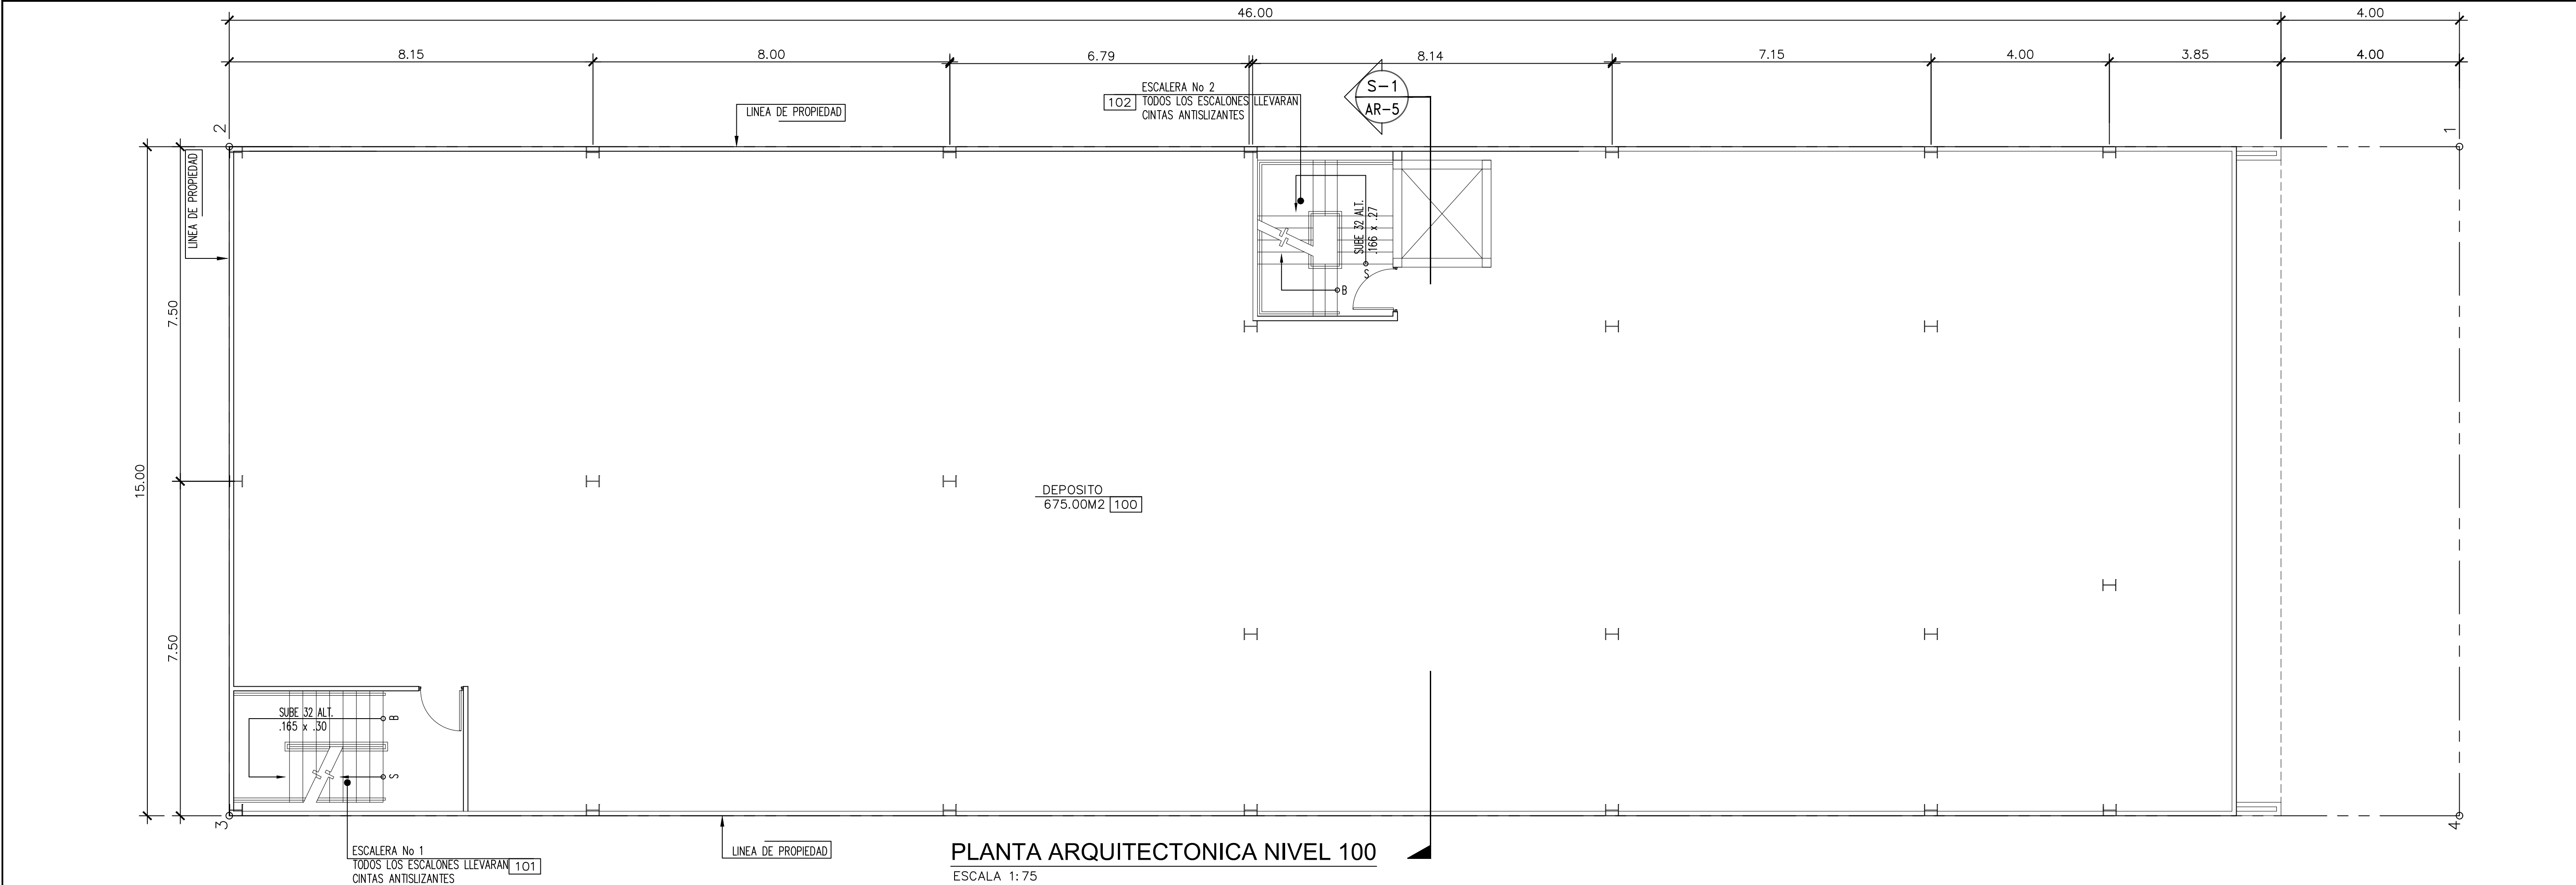 46.00
4.00
8.15
8.00
6.79
8.14
7.15
4.00
3.85
4.00
ESCALERA No 2
102 TODOS LOS ESCALONES LLEVARAN
CINTAS ANTISLIZANTES
S-1
AR-5
LINEA DE PROPIEDAD
2
1
LINEA DE PROPIEDAD
SUBE 32 ALT.
.166 x .27
S
B
7.50
15.00
7.50
DEPOSITO
675.00M2 100
SUBE 32 ALT.
.165 x .30
B
S
3
4
ESCALERA No 1
TODOS LOS ESCALONES LLEVARAN 101
CINTAS ANTISLIZANTES
LINEA DE PROPIEDAD
PLANTA ARQUITECTONICA NIVEL 100
ESCALA 1:75